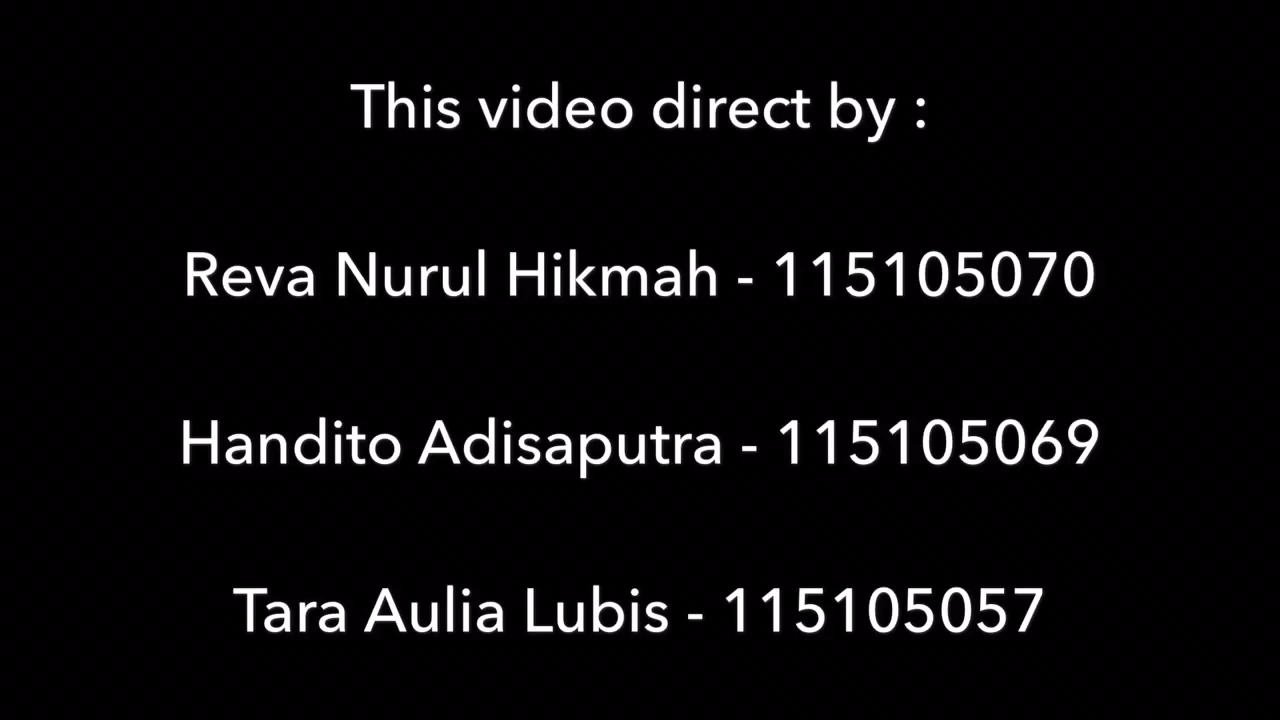 This video direct by :
Reva Nurul Hikmah - 115105070
Handito Adisaputra - 115105069
Tara Aulia Lubis - 115105057